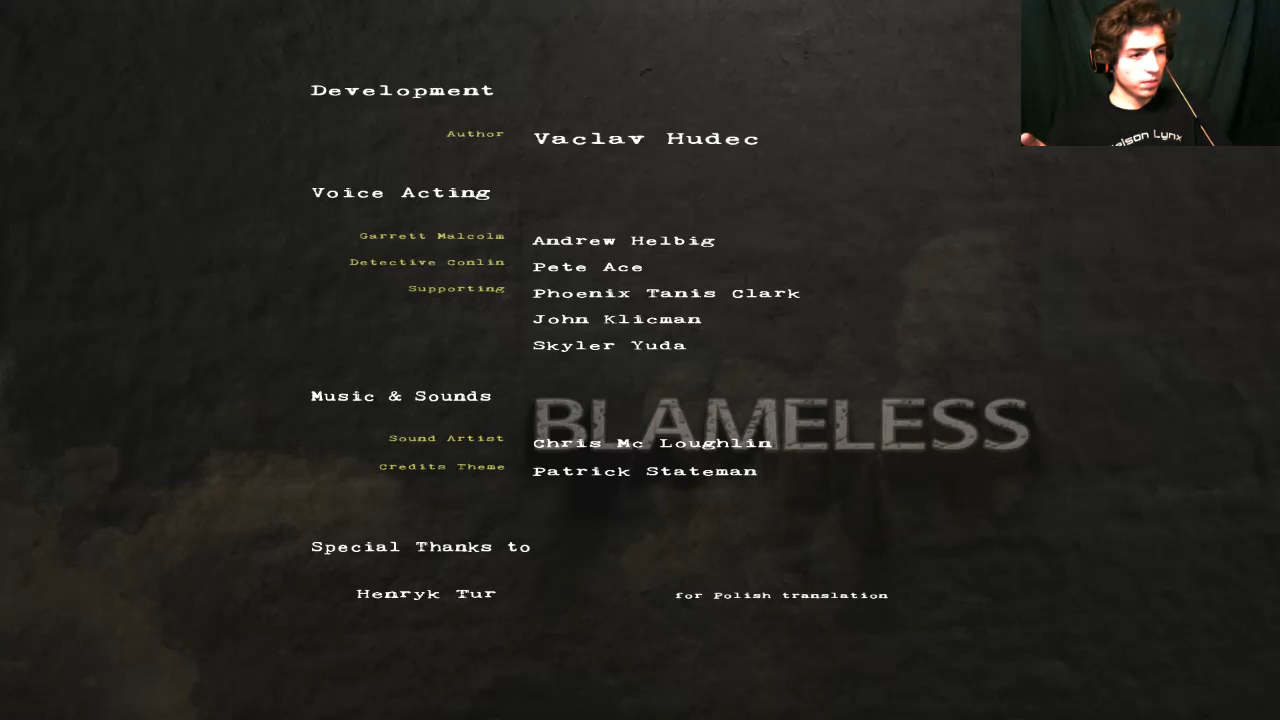 Development
Author Vaclav Hudec
Voice Acting
Garrett Malcolm Andrew Helbig
Detective Conlin Pete Ace
Supporting Phoenix Tanis Clark
John Klicman
Skyler Yuda
Music & Sounds
BLAMELESS
Sound Artist Chris Mc Loughlin
Credits Theme Patrick Stateman
Special Thanks to
Henryk Tur for Polish translation
Lynx